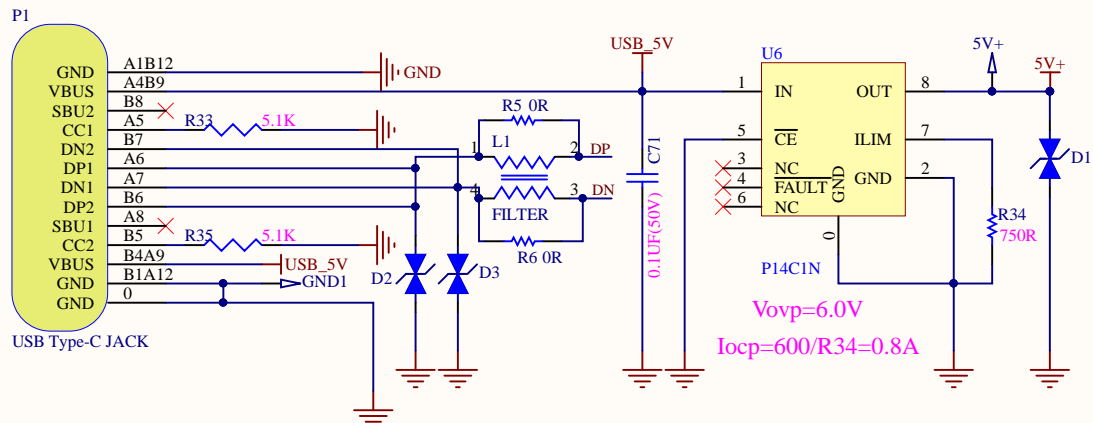 P1
GND A1B12
VBUS A4B9
SBU2 B8
CC1 A5
DN2 B7
DP1 A6
DN1 A7
DP2 B6
SBU1 A8
CC2 B5
VBUS B4A9
GND B1A12
GND 0
USB Type-C JACK
GND
R33 5.1K
R35 5.1K
USB_5V
GND1
R5 0R
L1
1 2 DP
4 3 DN
FILTER
R6 0R
D2 D3
USB_5V
C71
0.1UF(50V)
U6
1 IN OUT 8
5 CE ILIM 7
3 NC
4 FAULT
6 NC
GND 2
GND
0
P14C1N
5V+
5V+
D1
R34
750R
Vovp=6.0V
Iocp=600/R34=0.8A